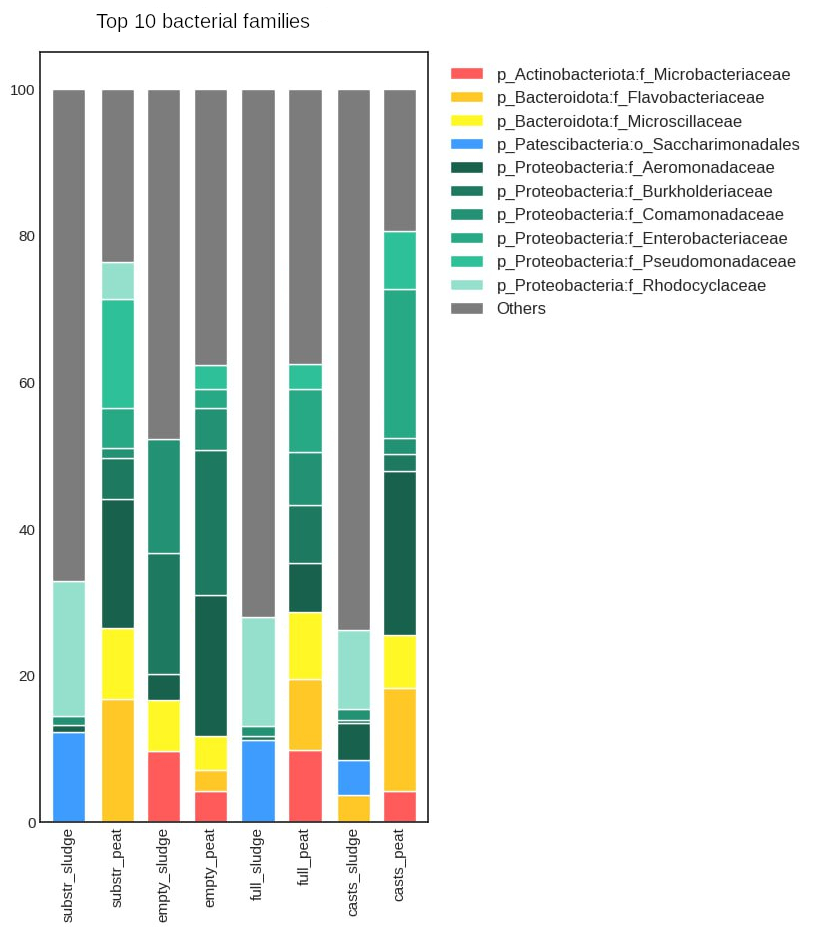 Top 10 bacterial families
100
80
60
40
20
0
substr_sludge
substr_peat
empty_sludge
empty_peat
full_sludge
full_peat
casts_sludge
casts_peat
p_Actinobacteriota:f_Microbacteriaceae
p_Bacteroidota:f_Flavobacteriaceae
p_Bacteroidota:f_Microscillaceae
p_Patescibacteria:o_Saccharimonadales
p_Proteobacteria:f_Aeromonadaceae
p_Proteobacteria:f_Burkholderiaceae
p_Proteobacteria:f_Comamonadaceae
p_Proteobacteria:f_Enterobacteriaceae
p_Proteobacteria:f_Pseudomonadaceae
p_Proteobacteria:f_Rhodocyclaceae
Others